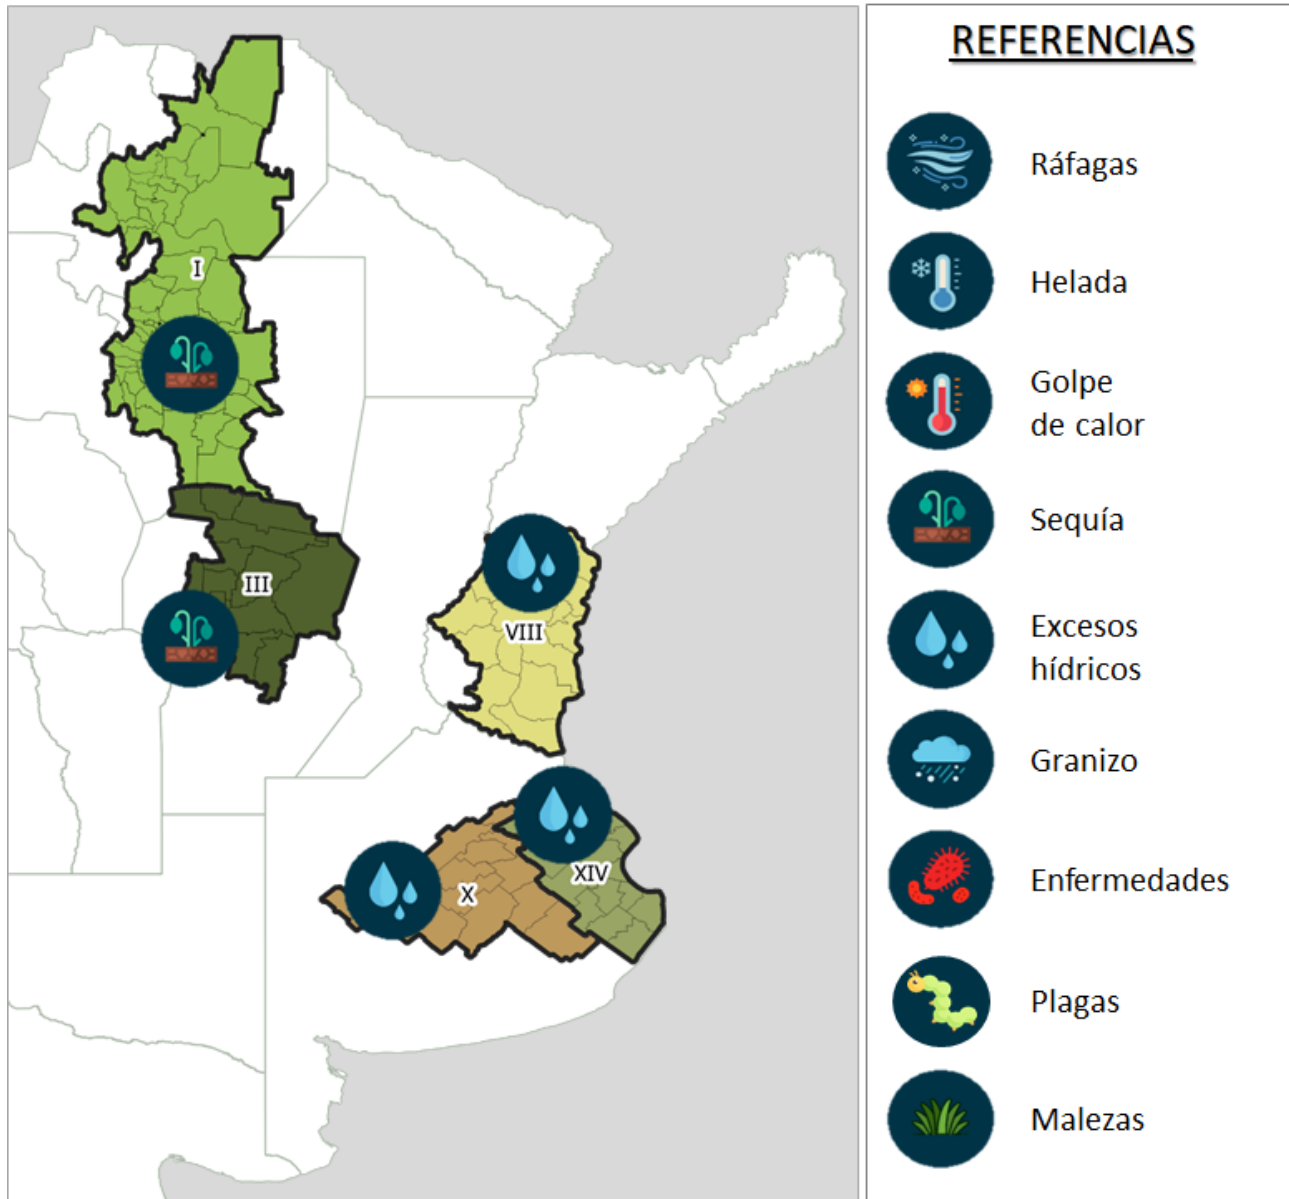 REFERENCIAS
Ráfagas
Helada
Golpe
de calor
Sequía
Excesos
hídricos
Granizo
Enfermedades
Plagas
Malezas
I
III
VIII
X
XIV